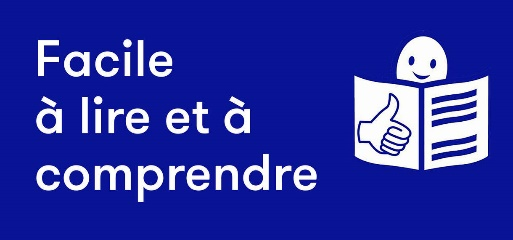 Facile
à lire et à
comprendre